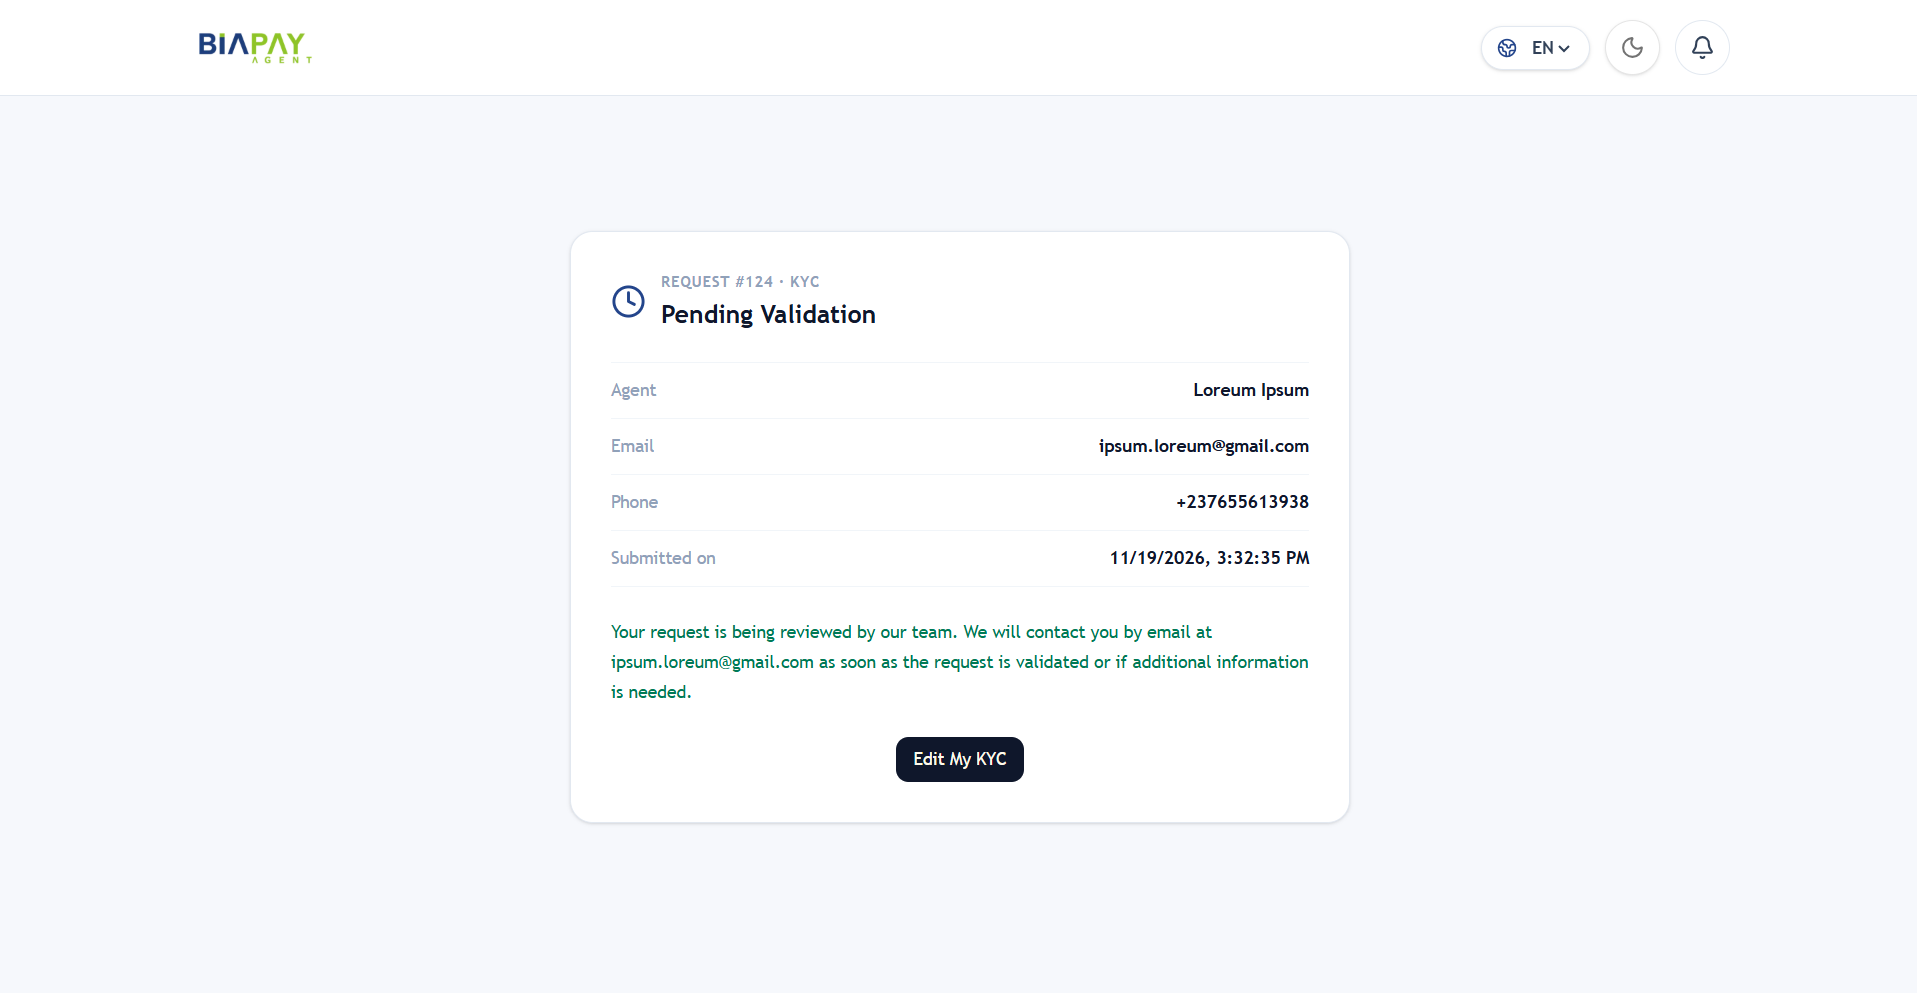 BIAPAY
AGENT
EN
REQUEST #124 · KYC
Pending Validation
Agent
Loreum Ipsum
Email
ipsum.loreum@gmail.com
Phone
+237655613938
Submitted on
11/19/2026, 3:32:35 PM
Your request is being reviewed by our team. We will contact you by email at
ipsum.loreum@gmail.com as soon as the request is validated or if additional information
is needed.
Edit My KYC